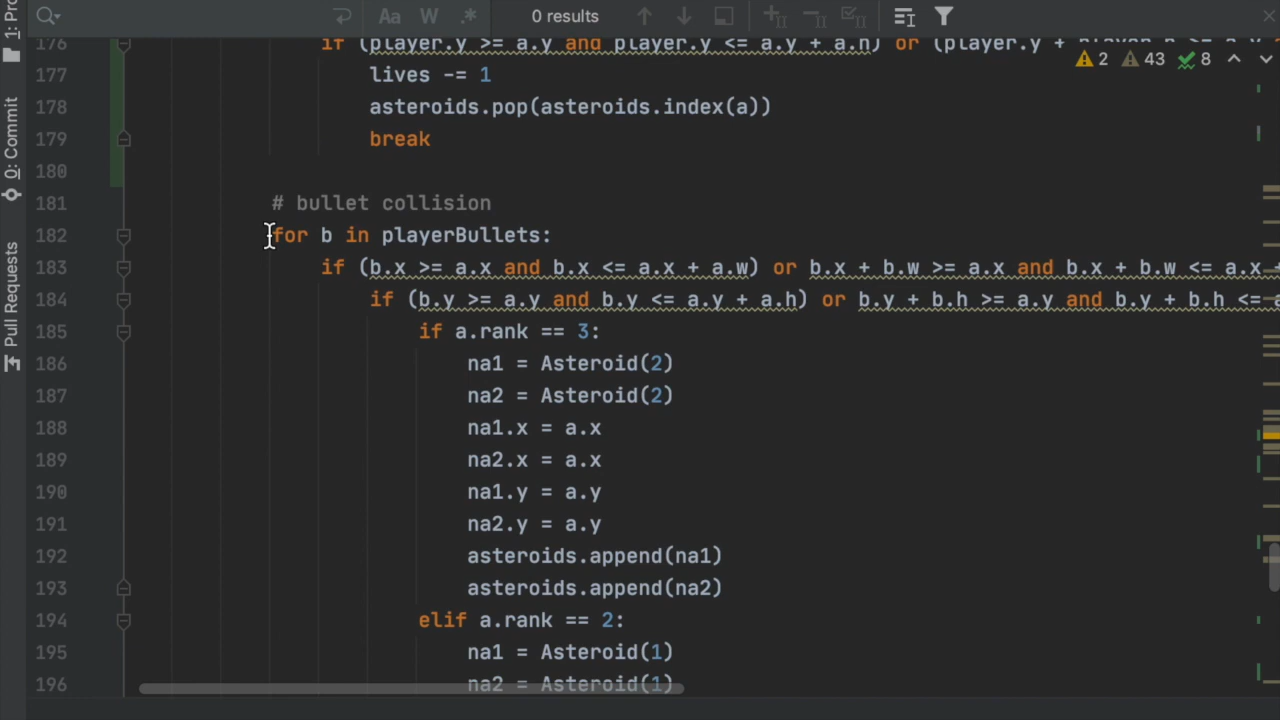 0 results
176 if (player.y >= a.y and player.y <= a.y + a.h) or (player.y +
2 43 8
177 lives -= 1
178 asteroids.pop(asteroids.index(a))
179 break
180
181 # bullet collision
182 for b in playerBullets:
183 if (b.x >= a.x and b.x <= a.x + a.w) or b.x + b.w >= a.x and b.x + b.w <= a.x +
184 if (b.y >= a.y and b.y <= a.y + a.h) or b.y + b.h >= a.y and b.y + b.h <=
185 if a.rank == 3:
186 na1 = Asteroid(2)
187 na2 = Asteroid(2)
188 na1.x = a.x
189 na2.x = a.x
190 na1.y = a.y
191 na2.y = a.y
192 asteroids.append(na1)
193 asteroids.append(na2)
194 elif a.rank == 2:
195 na1 = Asteroid(1)
196 na2 = Asteroid(1)
Aa W .*
0: Commit
Pull Requests